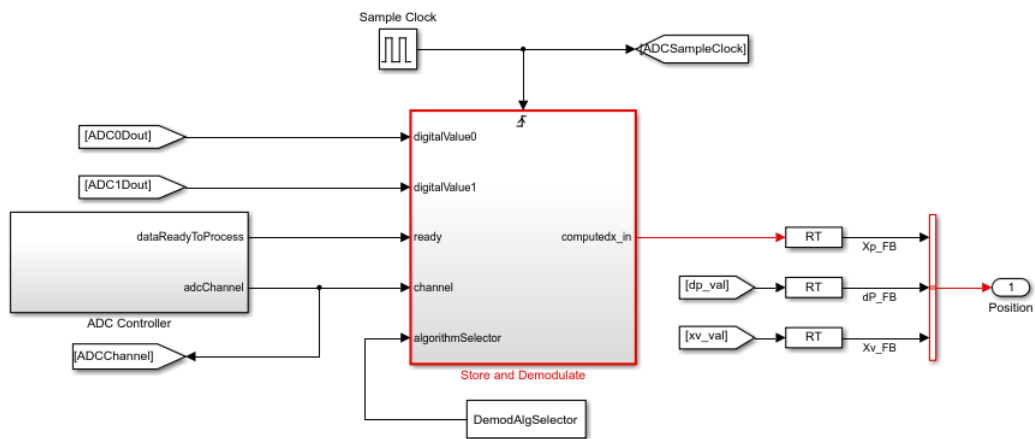 Sample Clock
[ADCSampleClock]
[ADC0Dout]
digitalValue0
[ADC1Dout]
digitalValue1
dataReadyToProcess
ready
computedx_in
RT
Xp_FB
adcChannel
channel
[dp_val]
RT
dP_FB
1
Position
ADC Controller
[ADCChannel]
algorithmSelector
[xv_val]
RT
Xv_FB
Store and Demodulate
DemodAlgSelector